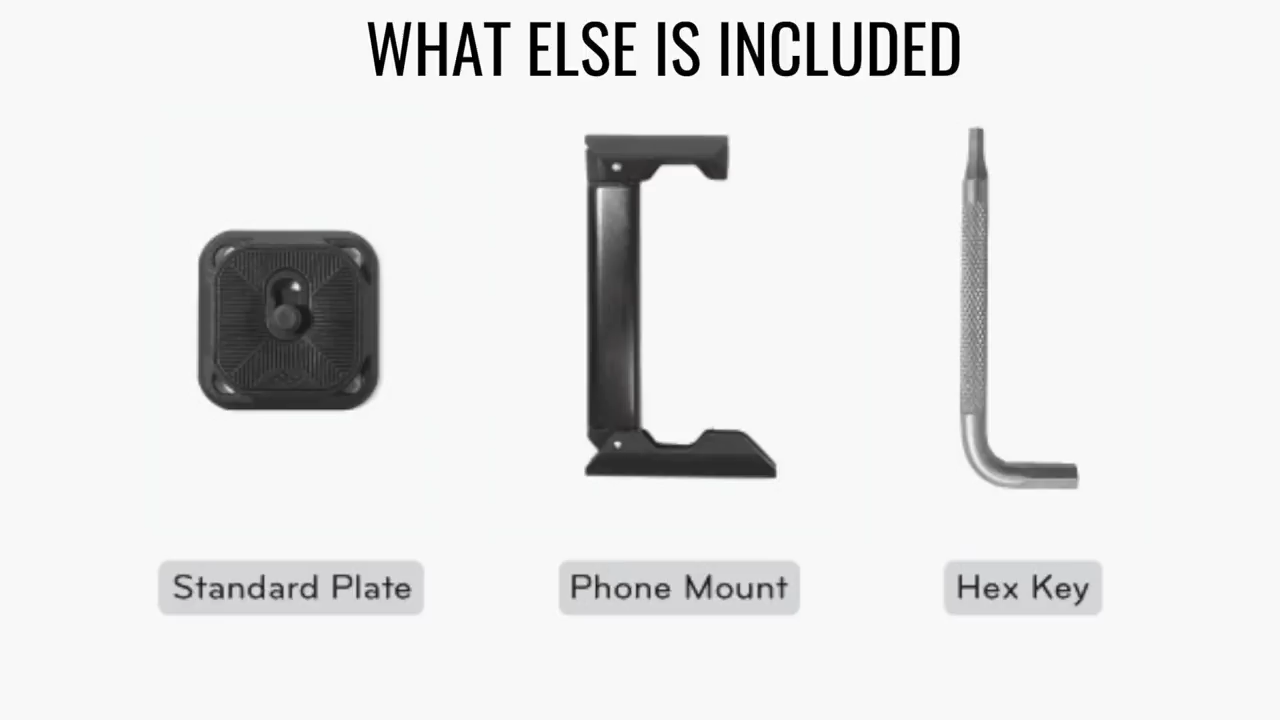 WHAT ELSE IS INCLUDED
Standard Plate
Phone Mount
Hex Key